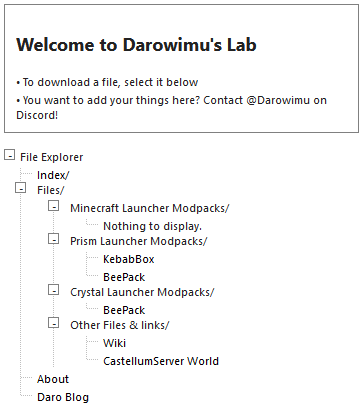 Welcome to Darowimu's Lab
• To download a file, select it below
• You want to add your things here? Contact @Darowimu on
Discord!
File Explorer
Index/
Files/
Minecraft Launcher Modpacks/
Nothing to display.
Prism Launcher Modpacks/
KebabBox
BeePack
Crystal Launcher Modpacks/
BeePack
Other Files & links/
Wiki
CastellumServer World
About
Daro Blog